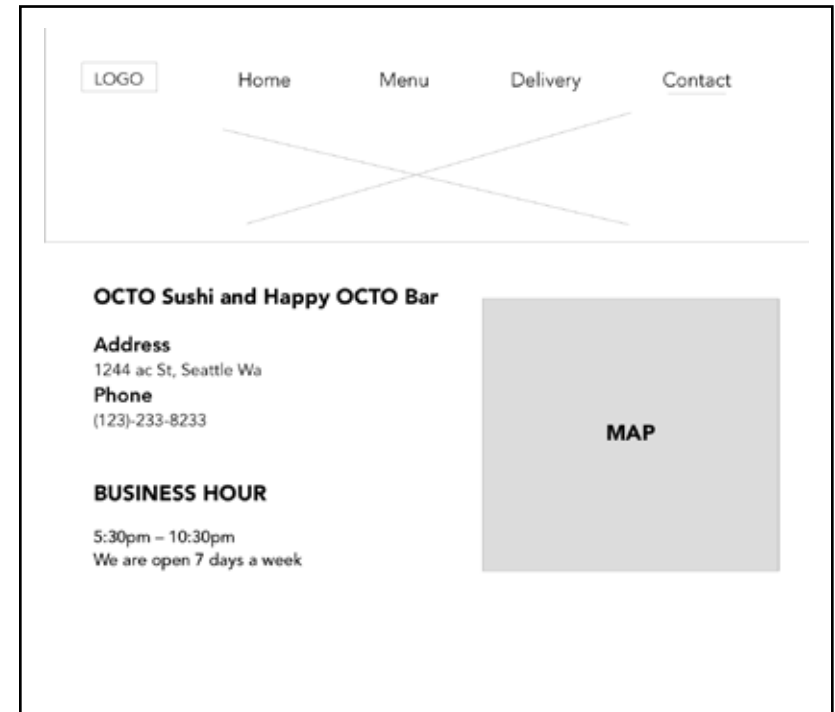 LOGO Home Menu Delivery Contact
OCTO Sushi and Happy OCTO Bar
Address
1244 ac St, Seattle Wa
Phone
(123)-233-8233
MAP
BUSINESS HOUR
5:30pm – 10:30pm
We are open 7 days a week